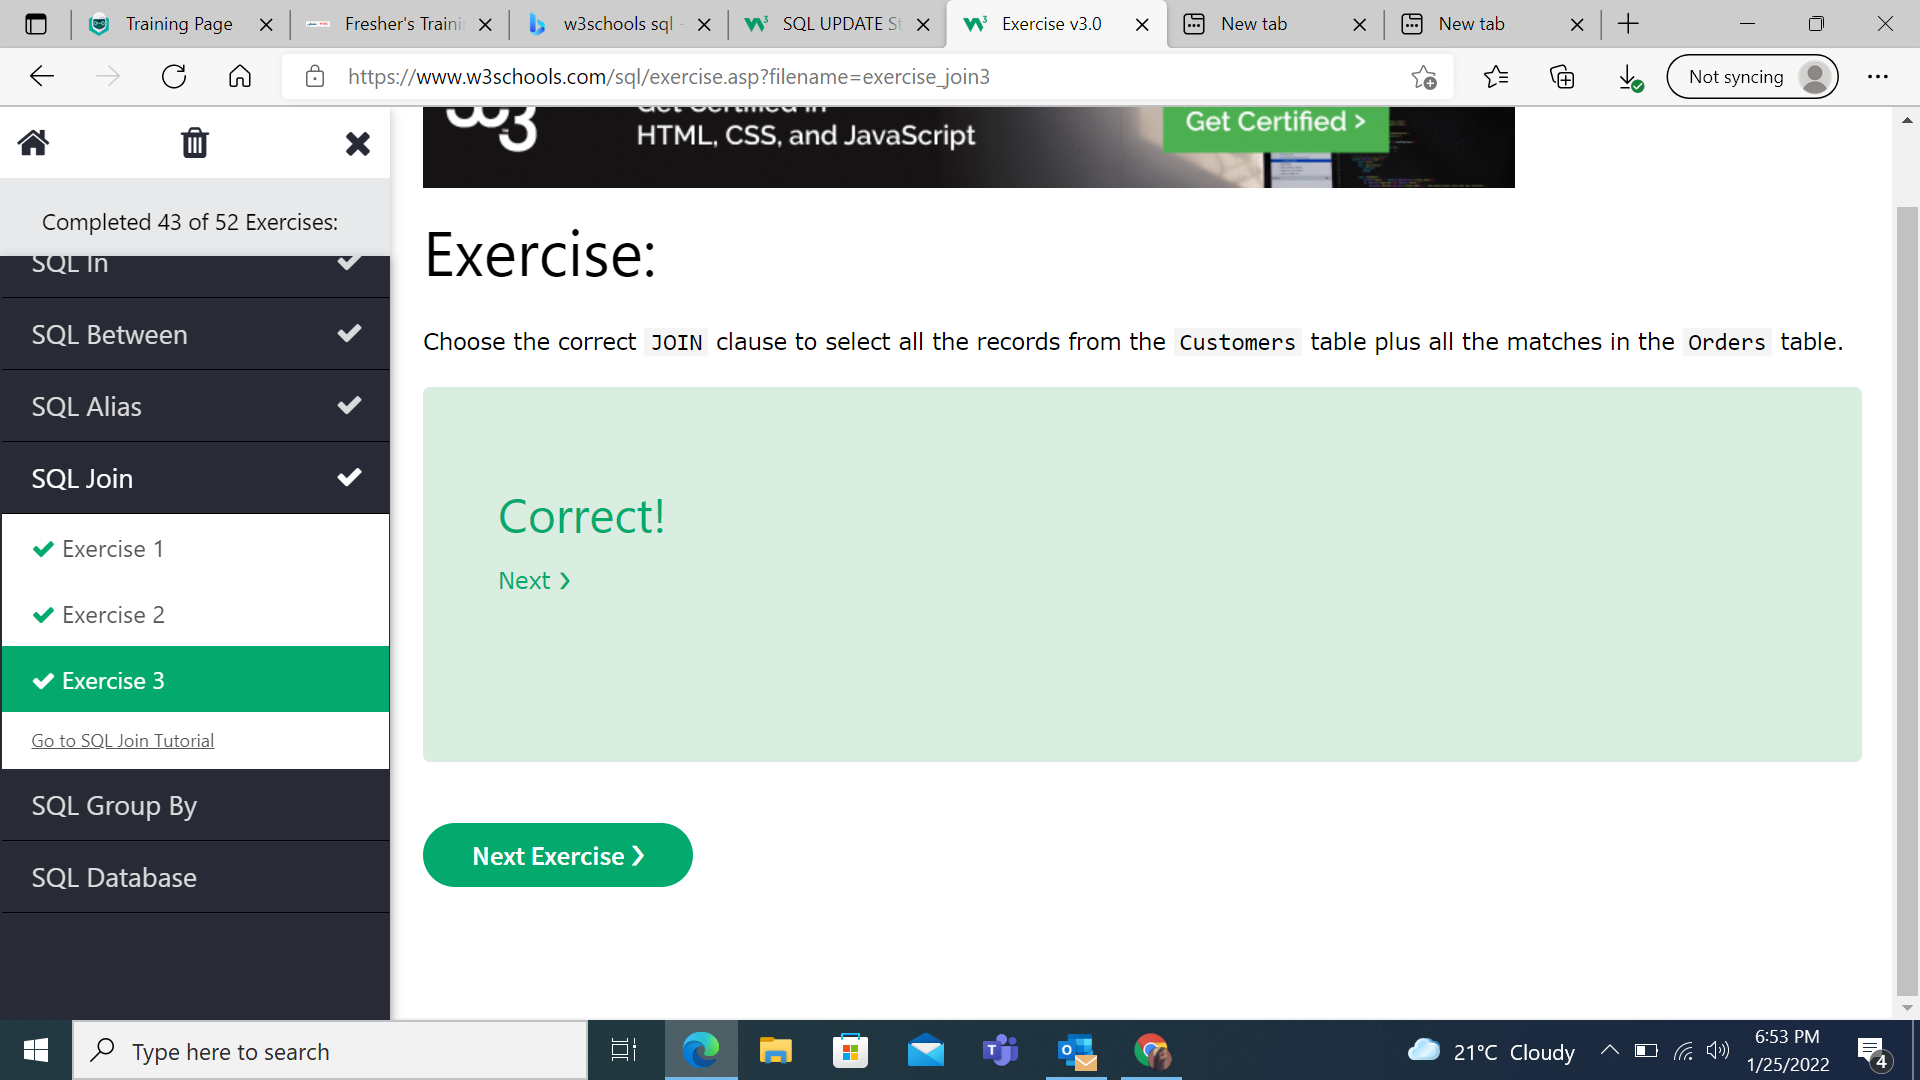 Training Page
Fresher's Traini
w3schools sql -
SQL UPDATE St
Exercise v3.0
New tab
New tab
https://www.w3schools.com/sql/exercise.asp?filename=exercise_join3
Not syncing
Get Certified in
HTML, CSS, and JavaScript
Get Certified >
Completed 43 of 52 Exercises:
SQL In
SQL Between
SQL Alias
SQL Join
Exercise 1
Exercise 2
Exercise 3
Go to SQL Join Tutorial
SQL Group By
SQL Database
Exercise:
Choose the correct JOIN clause to select all the records from the Customers table plus all the matches in the Orders table.
Correct!
Next ❯
Next Exercise ❯
Type here to search
21°C Cloudy
6:53 PM
1/25/2022
4